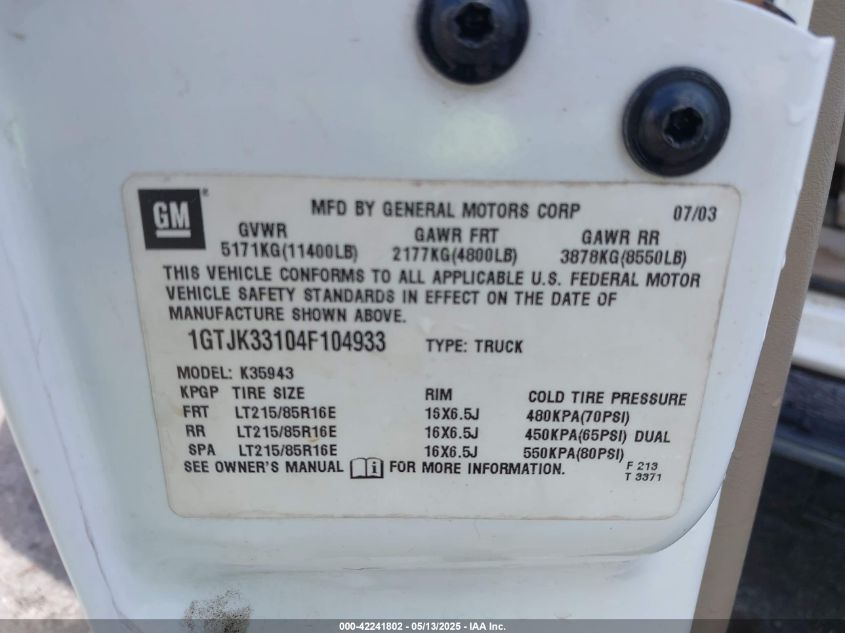 GM ® MFD BY GENERAL MOTORS CORP 07/03
GVWR GAWR FRT GAWR RR
5171KG(11400LB) 2177KG(4800LB) 3878KG(8550LB)
THIS VEHICLE CONFORMS TO ALL APPLICABLE U.S. FEDERAL MOTOR
VEHICLE SAFETY STANDARDS IN EFFECT ON THE DATE OF
MANUFACTURE SHOWN ABOVE.
1GTJK33104F104933 TYPE: TRUCK
MODEL: K35943
KPGP TIRE SIZE RIM COLD TIRE PRESSURE
FRT LT215/85R16E 16X6.5J 480KPA(70PSI)
RR LT215/85R16E 16X6.5J 450KPA(65PSI) DUAL
SPA LT215/85R16E 16X6.5J 550KPA(80PSI)
SEE OWNER'S MANUAL i FOR MORE INFORMATION. F 213
T 3371
000-42241802 - 05/13/2025 - IAA Inc.